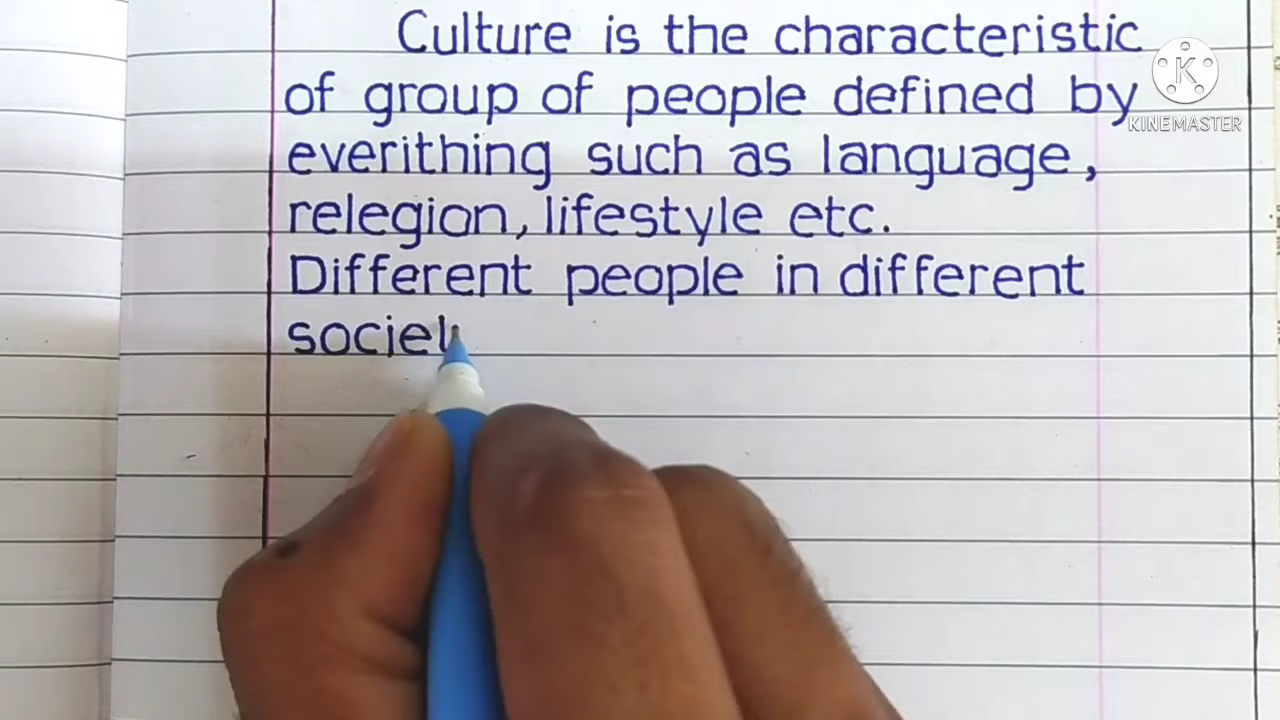 Culture is the characteristic
of group of people defined by
everithing such as language,
relegion, lifestyle etc.
Different people in different
K
KINEMASTER